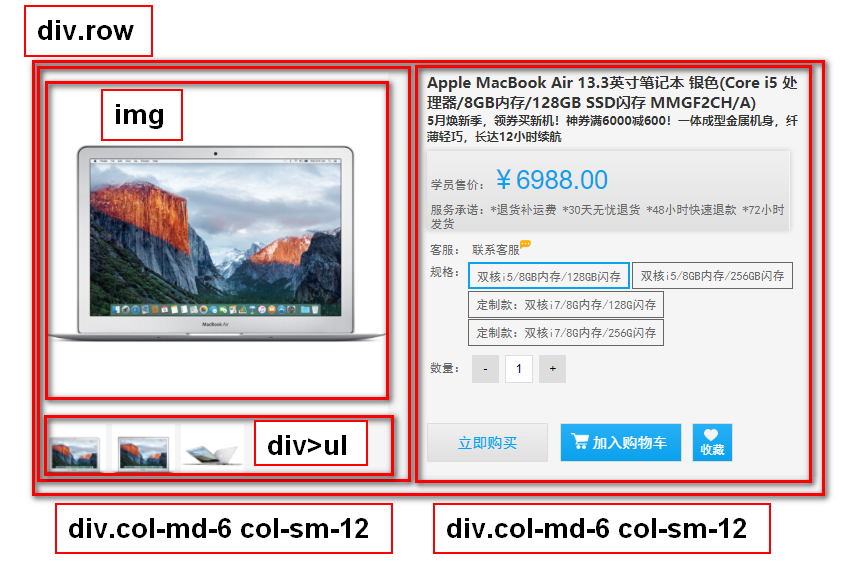 div.row
img
MacBook Air
div>ul
Apple MacBook Air 13.3英寸笔记本 银色(Core i5 处
理器/8GB内存/128GB SSD闪存 MMGF2CH/A)
5月焕新季，领券买新机！神券满6000减600！一体成型金属机身，纤
薄轻巧，长达12小时续航
学员售价： ￥6988.00
服务承诺：*退货补运费 *30天无忧退货 *48小时快速退款 *72小时
发货
客服： 联系客服
规格： 双核i5/8GB内存/128GB闪存 双核i5/8GB内存/256GB闪存
定制款：双核i7/8G内存/128G闪存
定制款：双核i7/8G内存/256G闪存
数量： - 1 +
立即购买 加入购物车 收藏
div.col-md-6 col-sm-12 div.col-md-6 col-sm-12